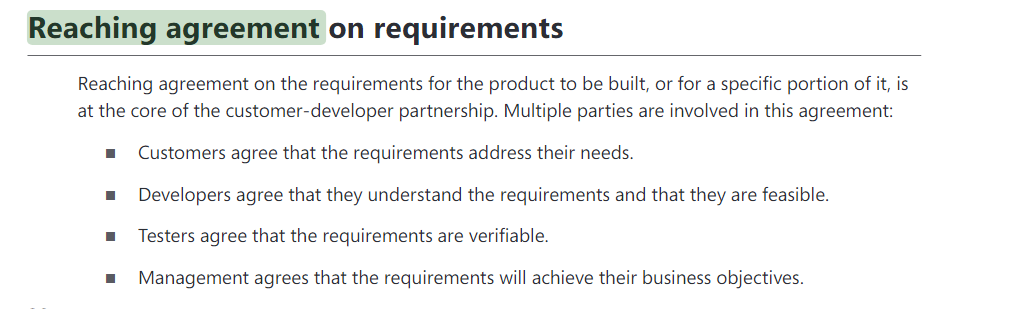 Reaching agreement on requirements
Reaching agreement on the requirements for the product to be built, or for a specific portion of it, is
at the core of the customer-developer partnership. Multiple parties are involved in this agreement:
■ Customers agree that the requirements address their needs.
■ Developers agree that they understand the requirements and that they are feasible.
■ Testers agree that the requirements are verifiable.
■ Management agrees that the requirements will achieve their business objectives.